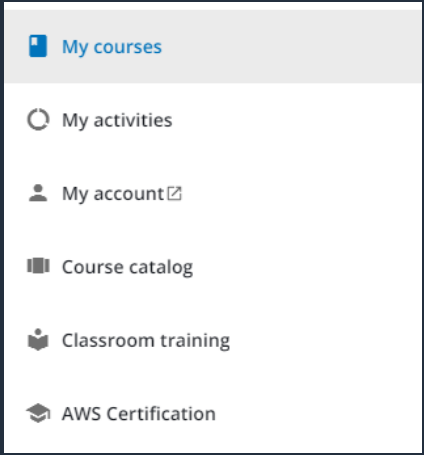 My courses
My activities
My account
Course catalog
Classroom training
AWS Certification